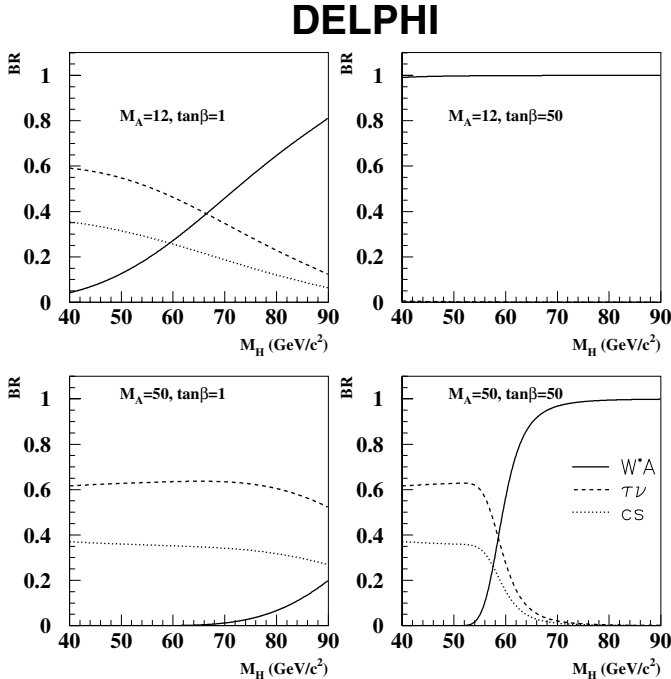 DELPHI
BR
1
0.8
0.6
0.4
0.2
0
M_A=12, tanβ=1
40 50 60 70 80 90
M_H (GeV/c²)
BR
1
0.8
0.6
0.4
0.2
0
M_A=12, tanβ=50
40 50 60 70 80 90
M_H (GeV/c²)
BR
1
0.8
0.6
0.4
0.2
0
M_A=50, tanβ=1
40 50 60 70 80 90
M_H (GeV/c²)
BR
1
0.8
0.6
0.4
0.2
0
M_A=50, tanβ=50
W*A
τν
cs
40 50 60 70 80 90
M_H (GeV/c²)